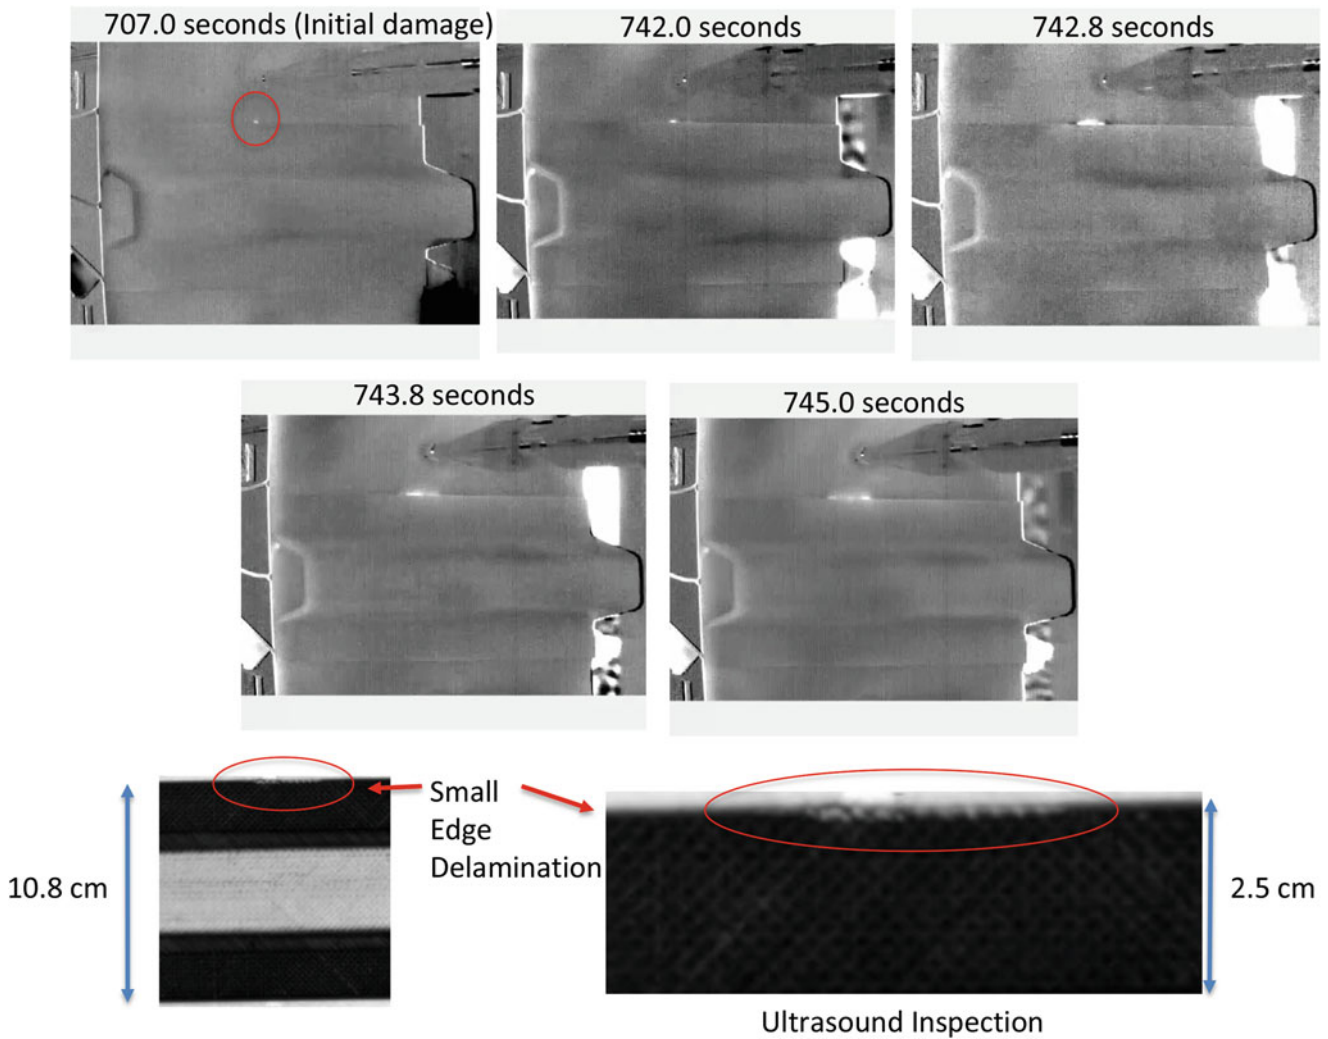 707.0 seconds (Initial damage)
742.0 seconds
742.8 seconds
743.8 seconds
745.0 seconds
Small
Edge
Delamination
10.8 cm
2.5 cm
Ultrasound Inspection